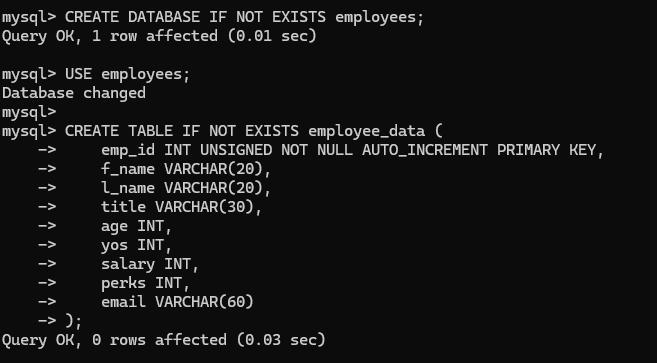 mysql> CREATE DATABASE IF NOT EXISTS employees;
Query OK, 1 row affected (0.01 sec)

mysql> USE employees;
Database changed
mysql>
mysql> CREATE TABLE IF NOT EXISTS employee_data (
    ->     emp_id INT UNSIGNED NOT NULL AUTO_INCREMENT PRIMARY KEY,
    ->     f_name VARCHAR(20),
    ->     l_name VARCHAR(20),
    ->     title VARCHAR(30),
    ->     age INT,
    ->     yos INT,
    ->     salary INT,
    ->     perks INT,
    ->     email VARCHAR(60)
    -> );
Query OK, 0 rows affected (0.03 sec)